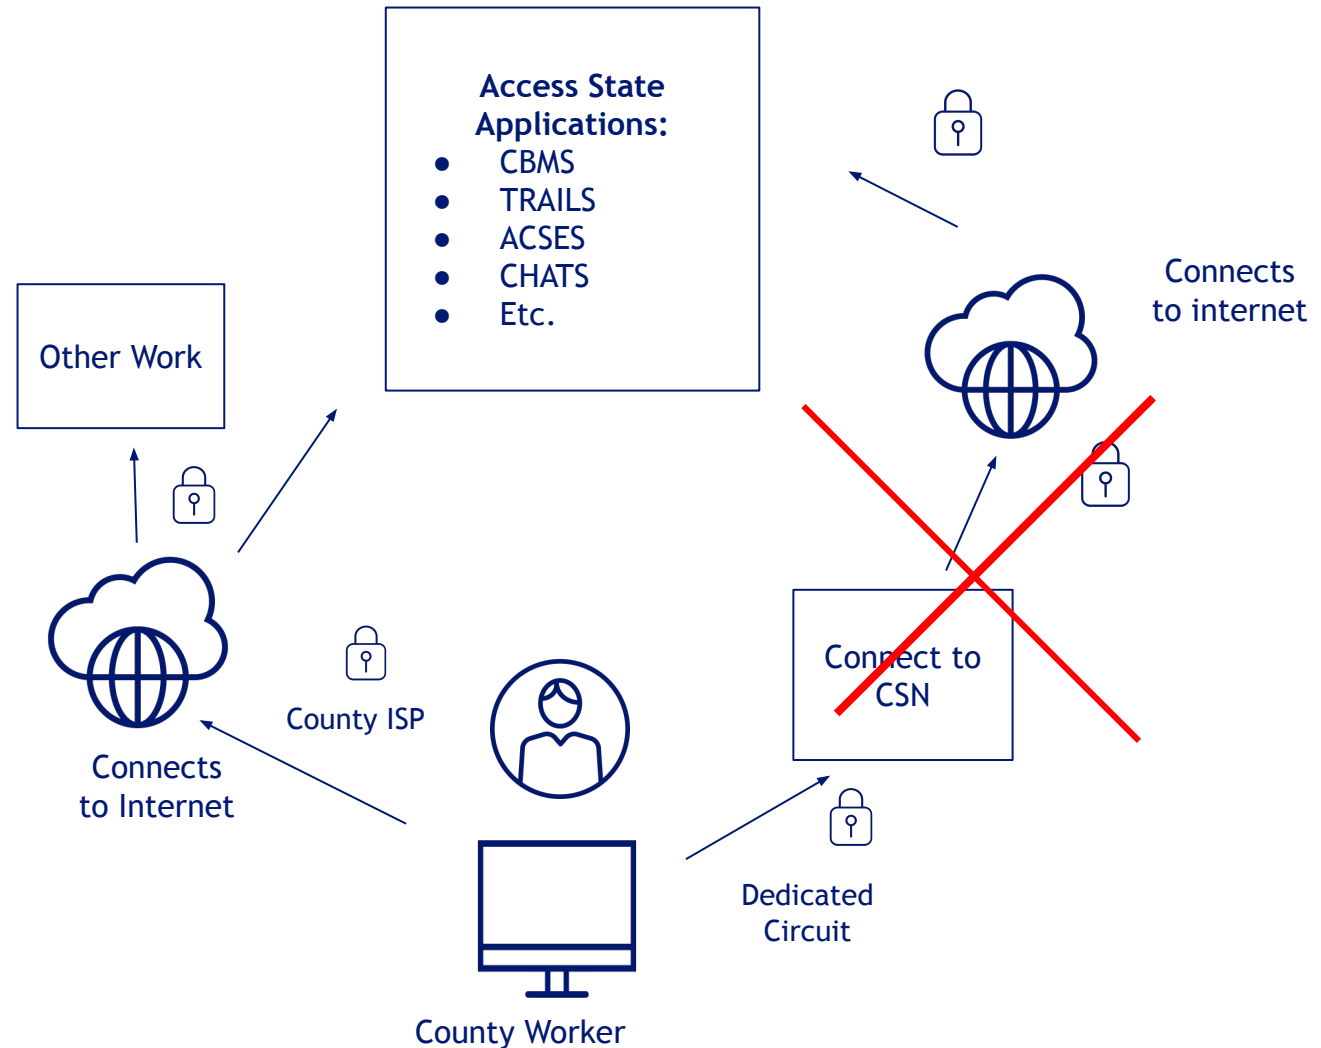 Access State
Applications:
● CBMS
● TRAILS
● ACSES
● CHATS
● Etc.
Connects
to internet
Other Work
Connect to
CSN
County ISP
Connects
to Internet
Dedicated
Circuit
County Worker